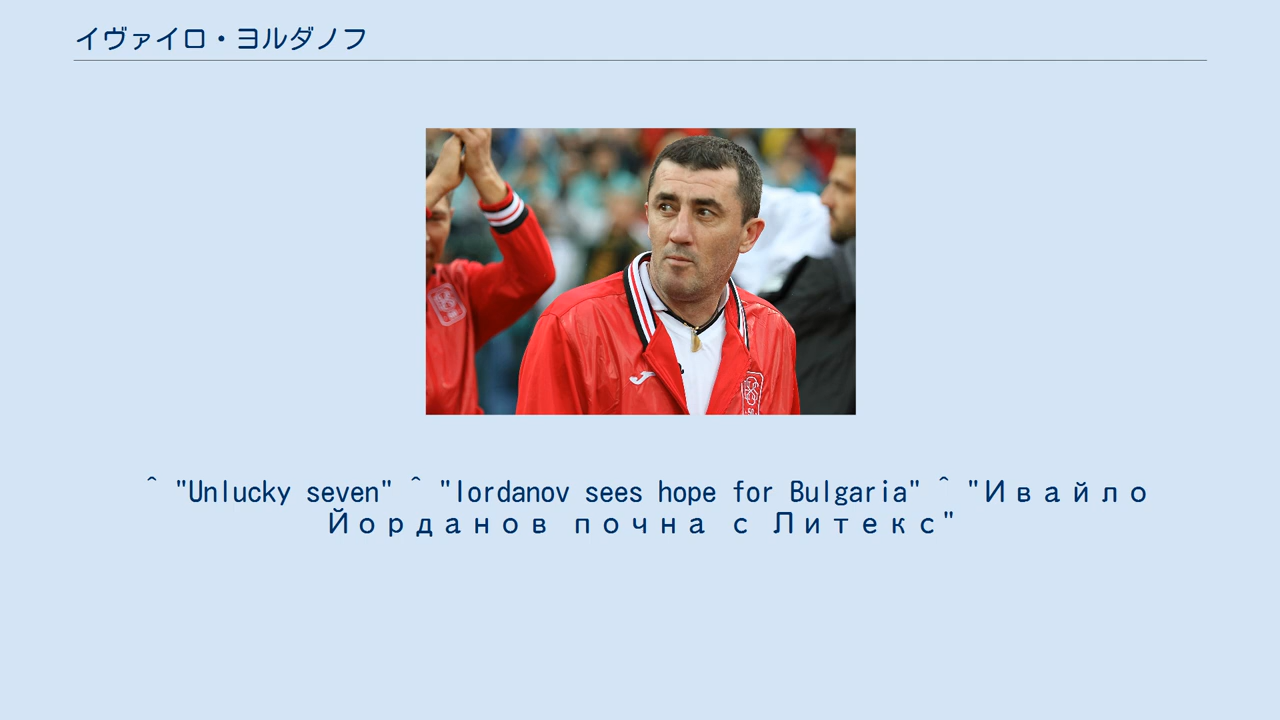 イヴァイロ・ヨルダノフ
^ "Unlucky seven" ^ "Iordanov sees hope for Bulgaria" ^ "Ивайло
Йорданов почна с Литекс"